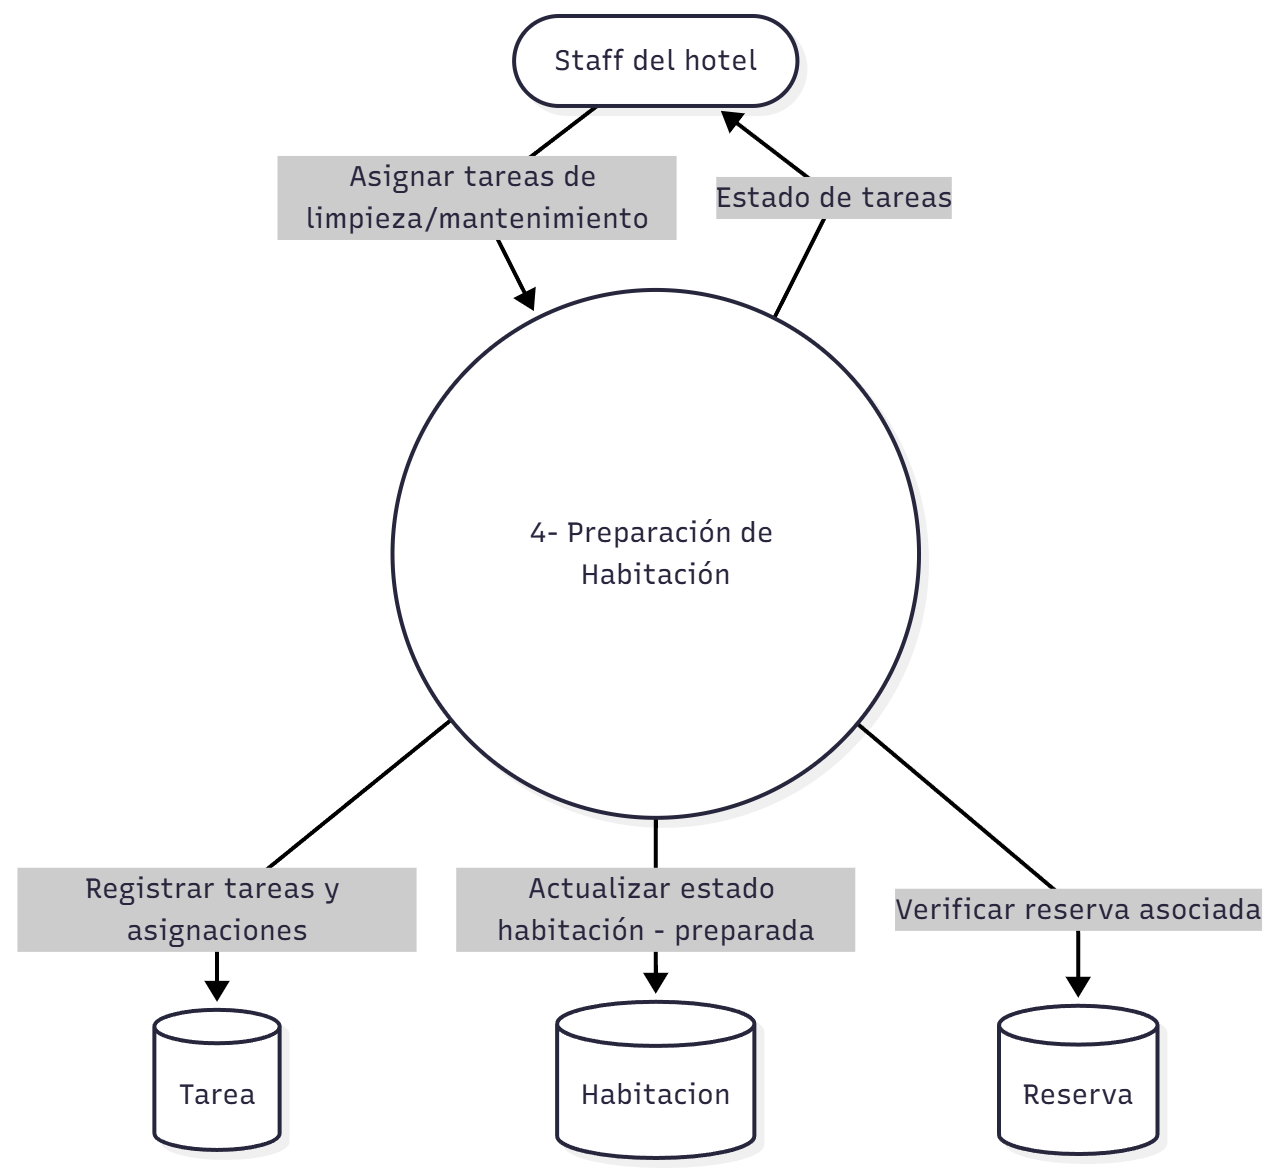 Staff del hotel
Asignar tareas de
limpieza/mantenimiento
Estado de tareas
4- Preparación de
Habitación
Registrar tareas y
asignaciones
Actualizar estado
habitación - preparada
Verificar reserva asociada
Tarea
Habitacion
Reserva